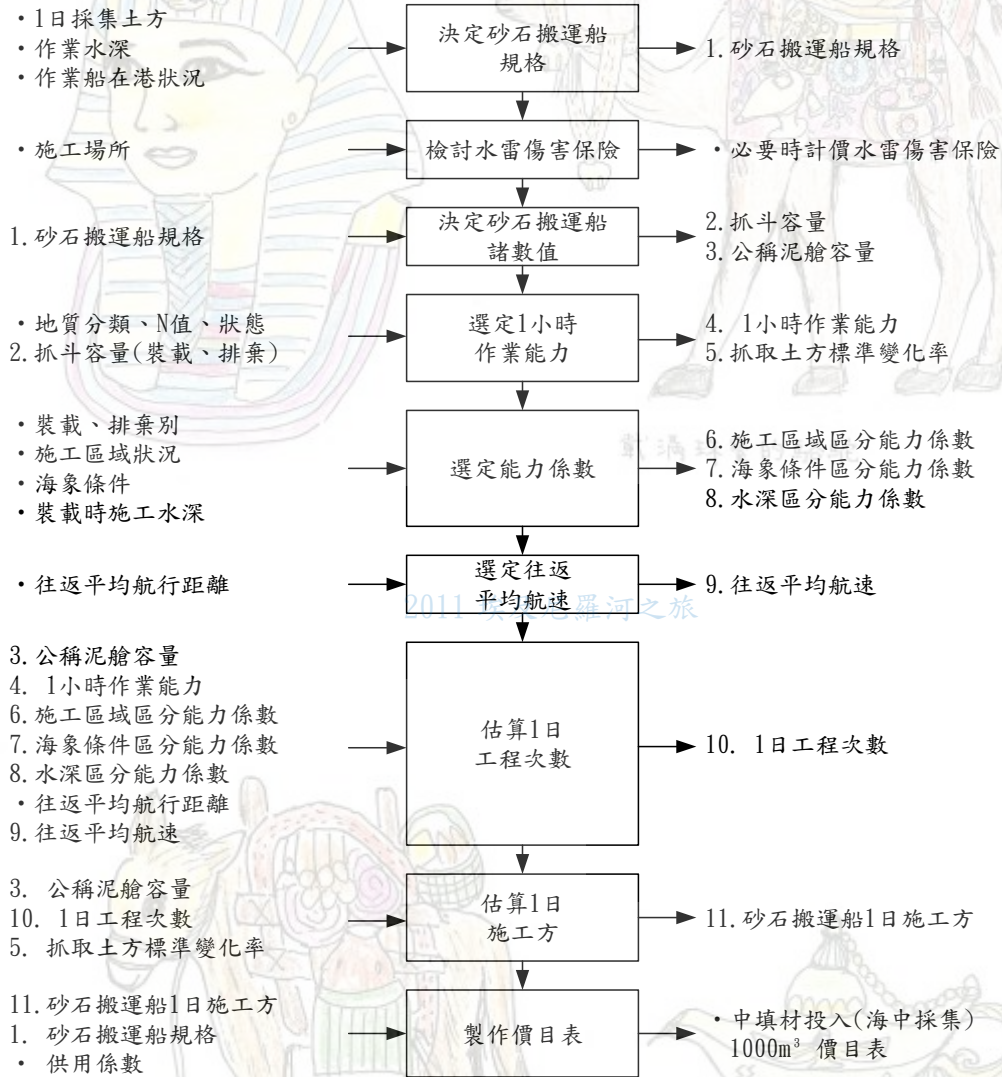 ・1日採集土方
・作業水深
・作業船在港狀況
決定砂石搬運船
規格
1.砂石搬運船規格
・施工場所
檢討水雷傷害保險
・必要時計價水雷傷害保險
1.砂石搬運船規格
決定砂石搬運船
諸數值
2.抓斗容量
3.公稱泥艙容量
・地質分類、N值、狀態
2.抓斗容量(裝載、排棄)
選定1小時
作業能力
4. 1小時作業能力
5.抓取土方標準變化率
・裝載、排棄別
・施工區域狀況
・海象條件
・裝載時施工水深
選定能力係數
6.施工區域區分能力係數
7.海象條件區分能力係數
8.水深區分能力係數
・往返平均航行距離
選定往返
平均航速
9.往返平均航速
2011 埃及尼羅河之旅
3.公稱泥艙容量
4. 1小時作業能力
6.施工區域區分能力係數
7.海象條件區分能力係數
8.水深區分能力係數
・往返平均航行距離
9.往返平均航速
估算1日
工程次數
10. 1日工程次數
3. 公稱泥艙容量
10. 1日工程次數
5. 抓取土方標準變化率
估算1日
施工方
11.砂石搬運船1日施工方
11.砂石搬運船1日施工方
1. 砂石搬運船規格
・ 供用係數
製作價目表
・中填材投入(海中採集)
1000m³ 價目表